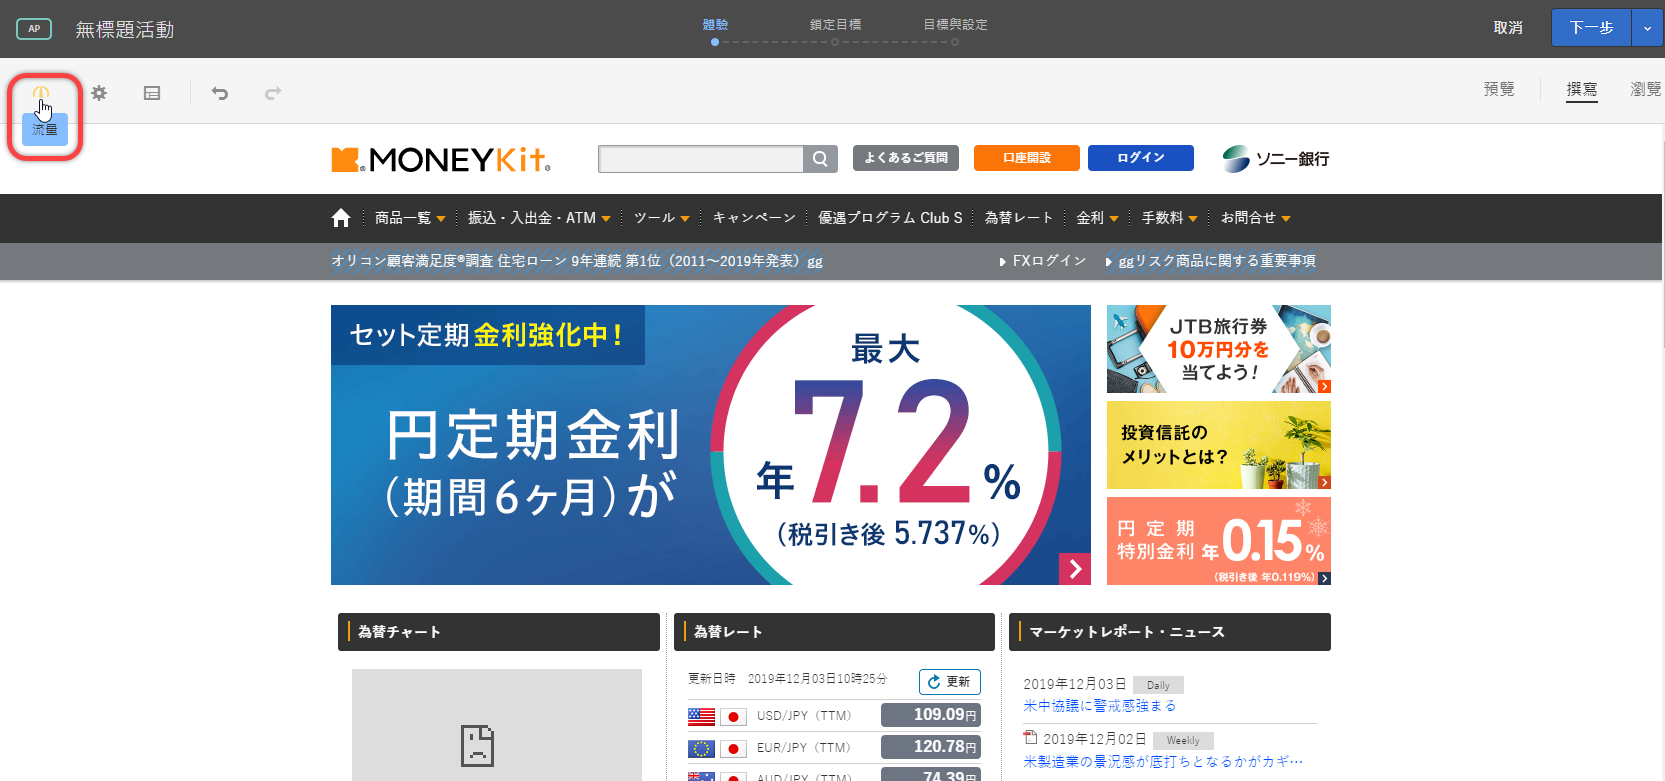 AP
無標題活動
體驗
鎖定目標
目標與設定
取消
下一步
流量
預覽
撰寫
瀏覽
MONEYKit
よくあるご質問
口座開設
ログイン
ソニー銀行
商品一覧
振込・入出金・ATM
ツール
キャンペーン
優遇プログラム Club S
為替レート
金利
手数料
お問合せ
オリコン顧客満足度®調査 住宅ローン 9年連続 第1位（2011〜2019年発表）gg
FXログイン
ggリスク商品に関する重要事項
セット定期 金利強化中！
円定期金利
（期間6ヶ月）が
最大
年7.2%
（税引き後 5.737%）
JTB旅行券
10万円分を
当てよう！
投資信託の
メリットとは？
円定期
特別金利 年0.15%
（税引き後 年0.119%）
為替チャート
為替レート
更新日時 2019年12月03日10時25分
更新
USD/JPY（TTM） 109.09円
EUR/JPY（TTM） 120.78円
AUD/JPY（TTM） 74.39円
マーケットレポート・ニュース
2019年12月03日 Daily
米中協議に警戒感強まる
2019年12月02日 Weekly
米製造業の景況感が底打ちとなるかがカギ…